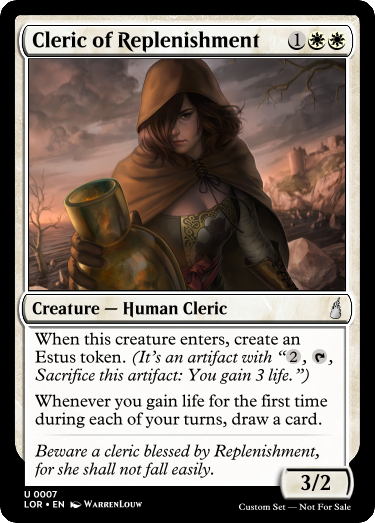 Cleric of Replenishment 1
Creature — Human Cleric
When this creature enters, create an
Estus token. (It's an artifact with “2, ,
Sacrifice this artifact: You gain 3 life.”)
Whenever you gain life for the first time
during each of your turns, draw a card.
Beware a cleric blessed by Replenishment,
for she shall not fall easily.
3/2
U 0007
LOR • EN WarrenLouw
Custom Set — Not For Sale